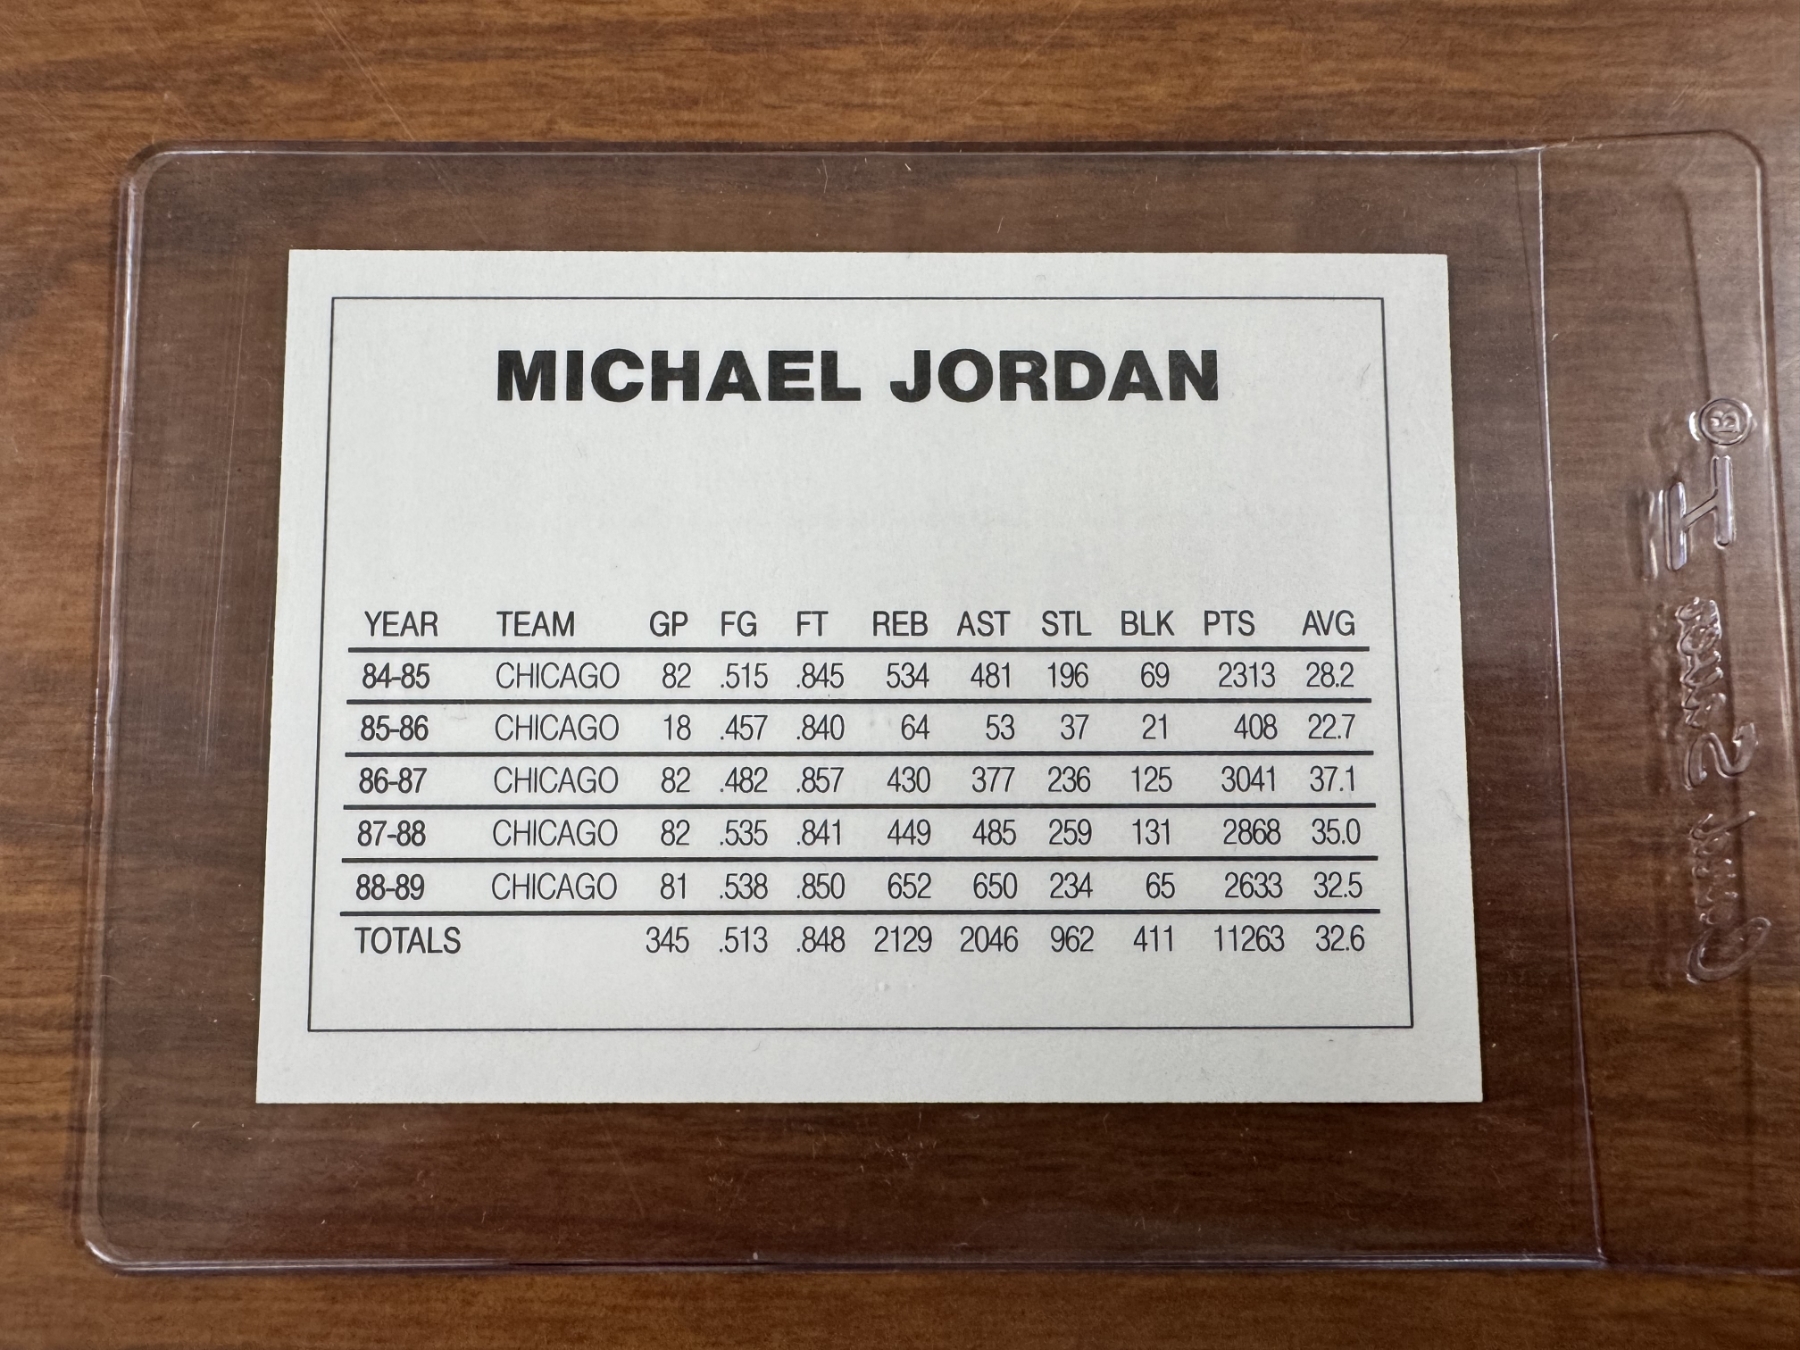 MICHAEL JORDAN
YEAR TEAM GP FG FT REB AST STL BLK PTS AVG
84-85 CHICAGO 82 .515 .845 534 481 196 69 2313 28.2
85-86 CHICAGO 18 .457 .840 64 53 37 21 408 22.7
86-87 CHICAGO 82 .482 .857 430 377 236 125 3041 37.1
87-88 CHICAGO 82 .535 .841 449 485 259 131 2868 35.0
88-89 CHICAGO 81 .538 .850 652 650 234 65 2633 32.5
TOTALS 345 .513 .848 2129 2046 962 411 11263 32.6
Card Saver I®